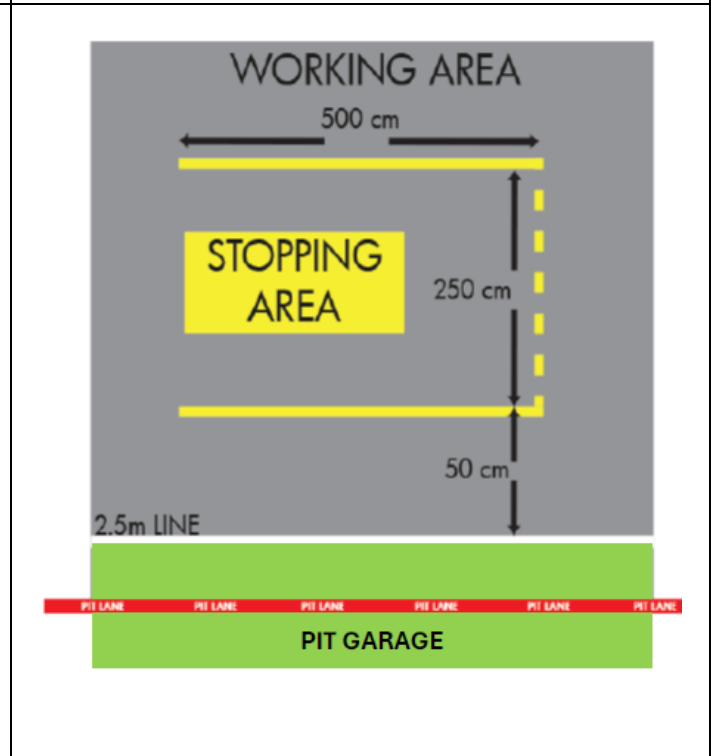 WORKING AREA
500 cm
STOPPING
AREA
250 cm
50 cm
2.5m LINE
PIT LANE PIT LANE PIT LANE PIT LANE PIT LANE PIT LANE
PIT GARAGE